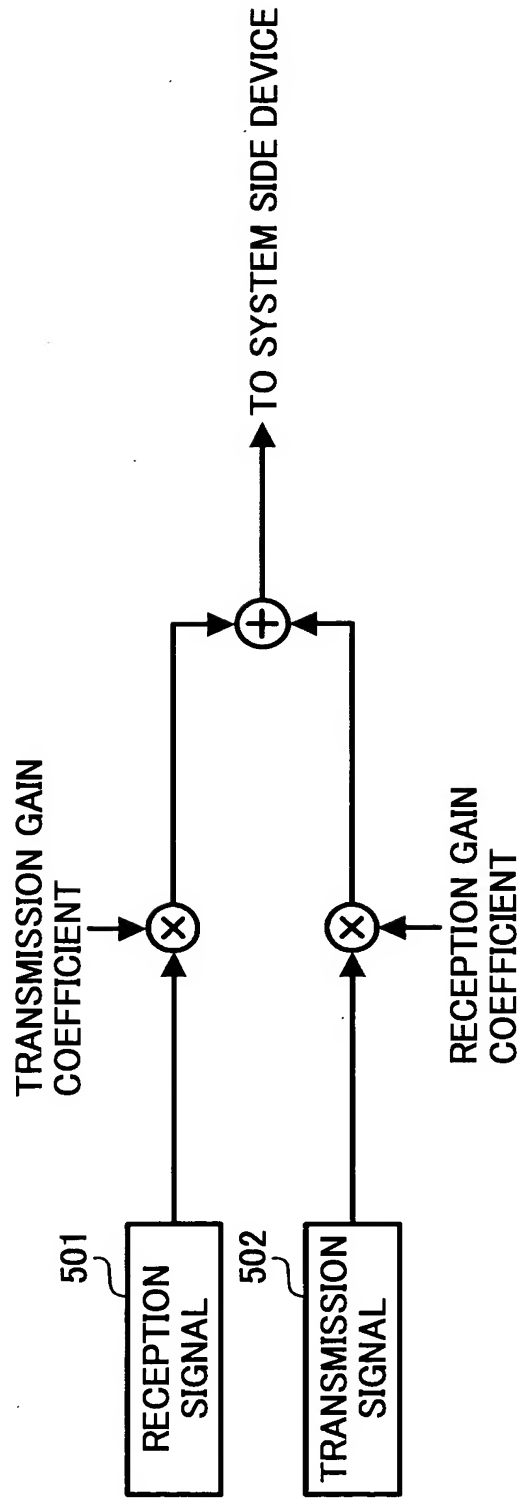 501
RECEPTION
SIGNAL
502
TRANSMISSION
SIGNAL
TRANSMISSION GAIN
COEFFICIENT
×
×
RECEPTION GAIN
COEFFICIENT
+
TO SYSTEM SIDE DEVICE